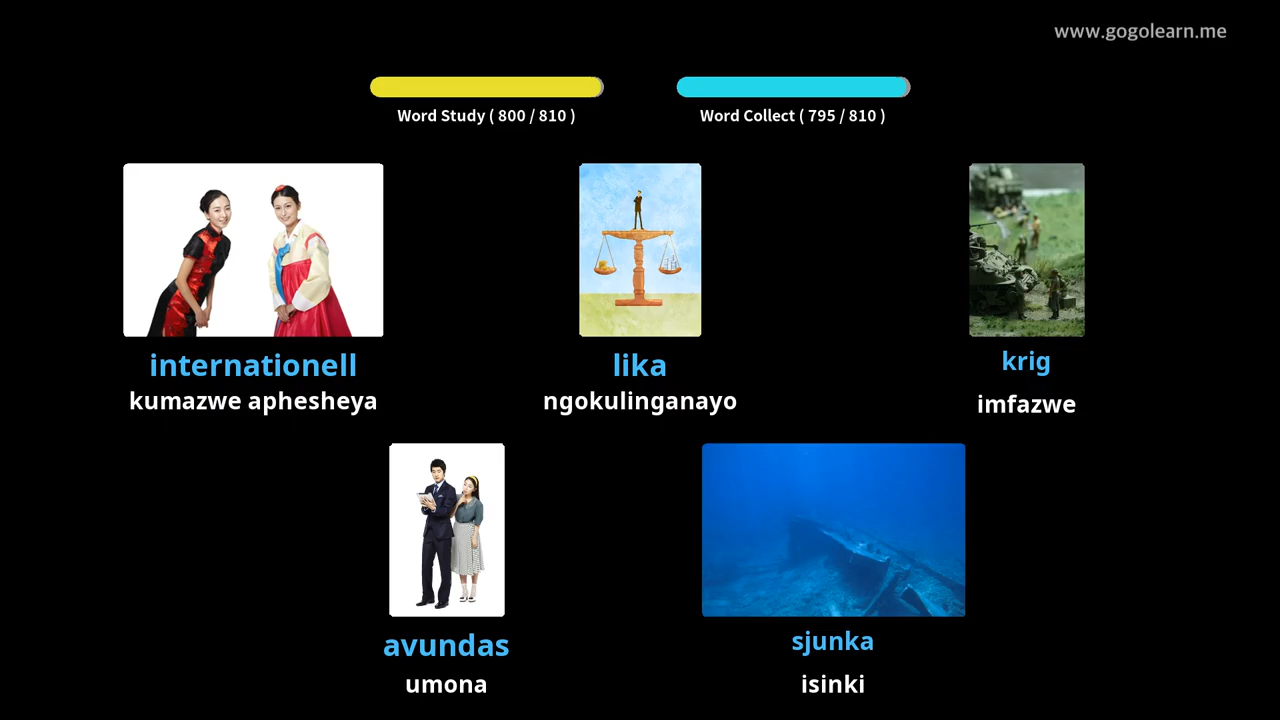 www.gogolearn.me
Word Study ( 800 / 810 )
Word Collect ( 795 / 810 )
internationell
kumazwe aphesheya
lika
ngokulinganayo
krig
imfazwe
avundas
umona
sjunka
isinki